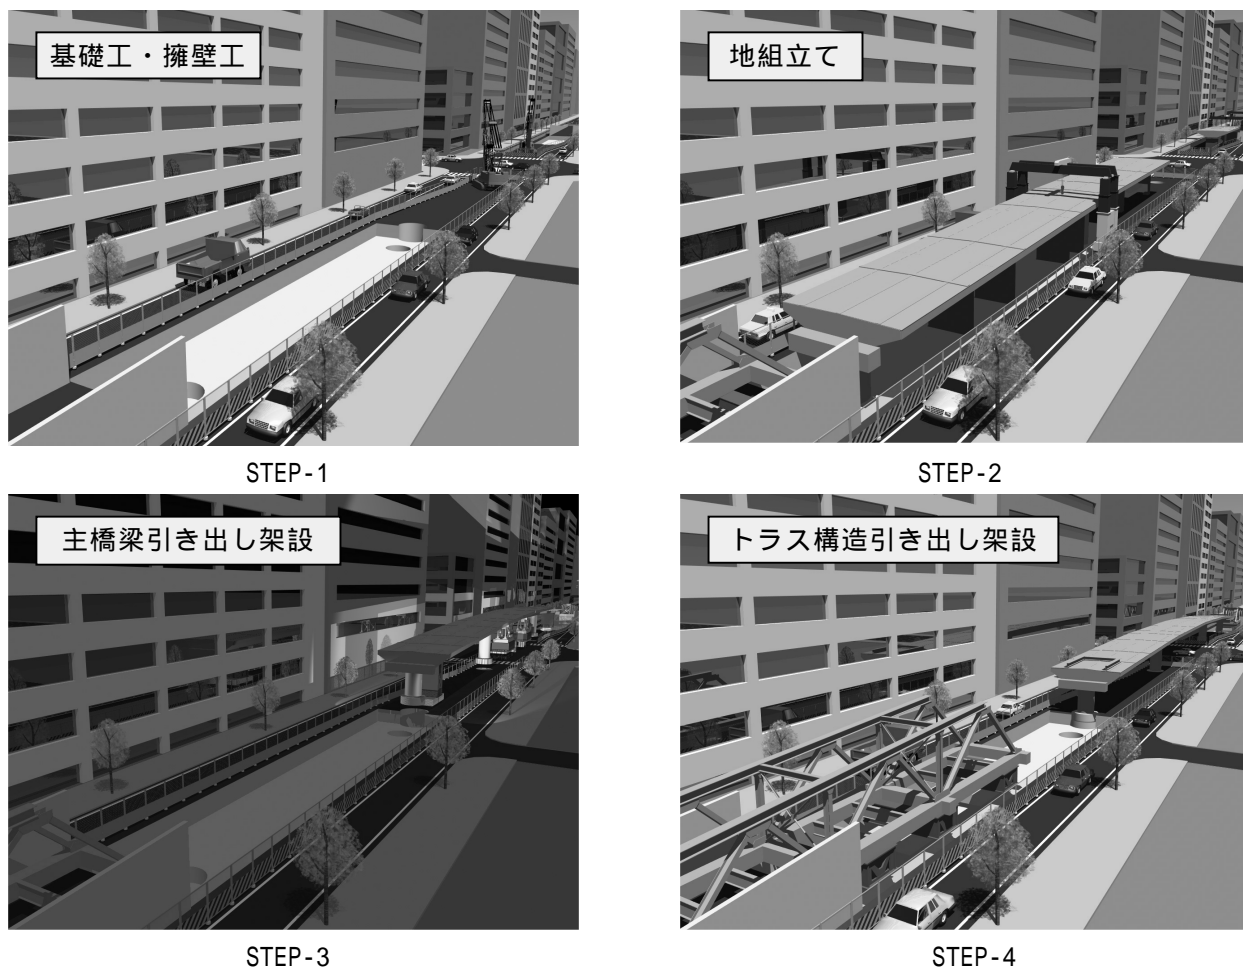 基礎工・擁壁工
地組立て
STEP-1
STEP-2
主橋梁引き出し架設
トラス構造引き出し架設
STEP-3
STEP-4